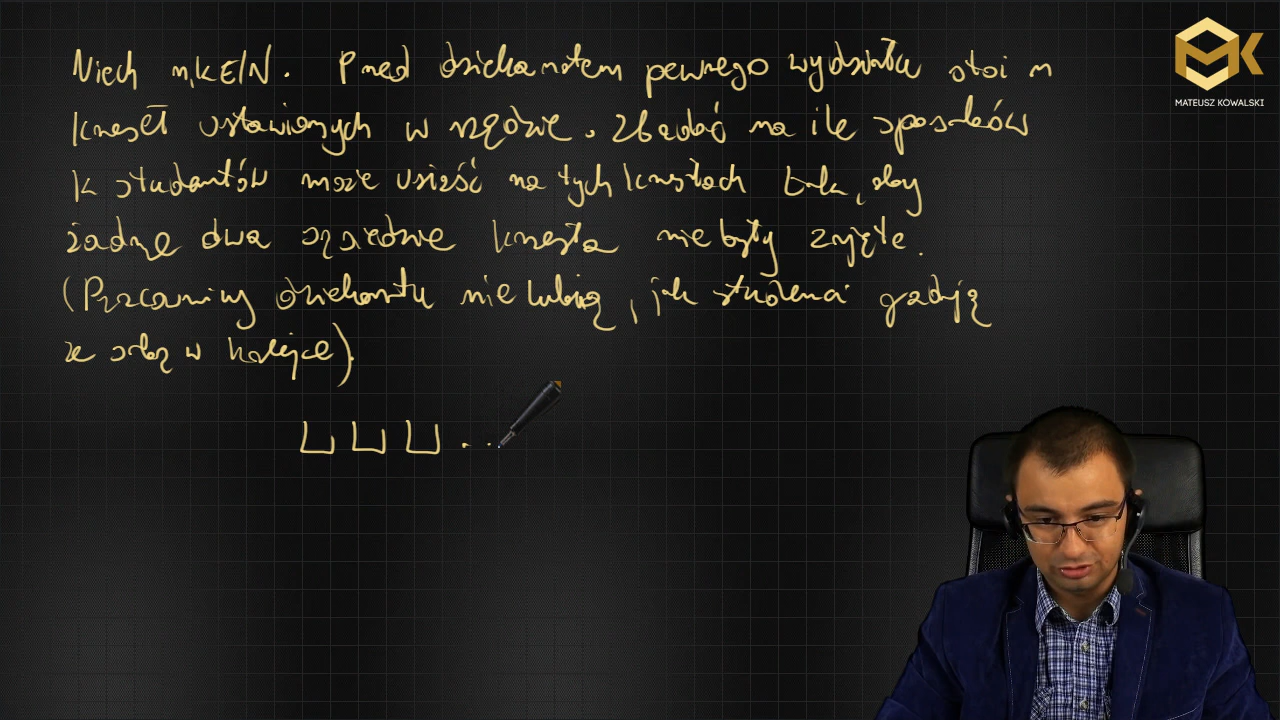 Niech n,k∈ℕ. Przed dziekanatem pewnego wydziału stoi n
krzeseł ustawionych w rzędzie. Zbadać na ile sposobów
k studentów może usiąść na tych krzesłach tak, aby
żadne dwa sąsiednie krzesła nie były zajęte.
(Pracownicy dziekanatu nie lubią, jak studenci gadają
ze sobą w kolejce).
...
MATEUSZ KOWALSKI